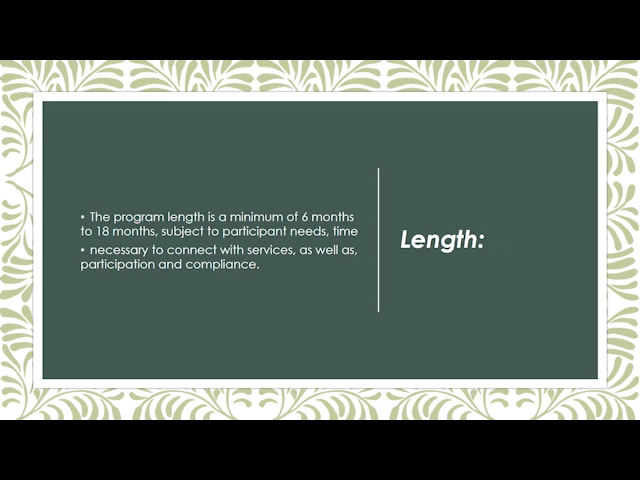 • The program length is a minimum of 6 months
to 18 months, subject to participant needs, time
• necessary to connect with services, as well as,
participation and compliance.
Length: